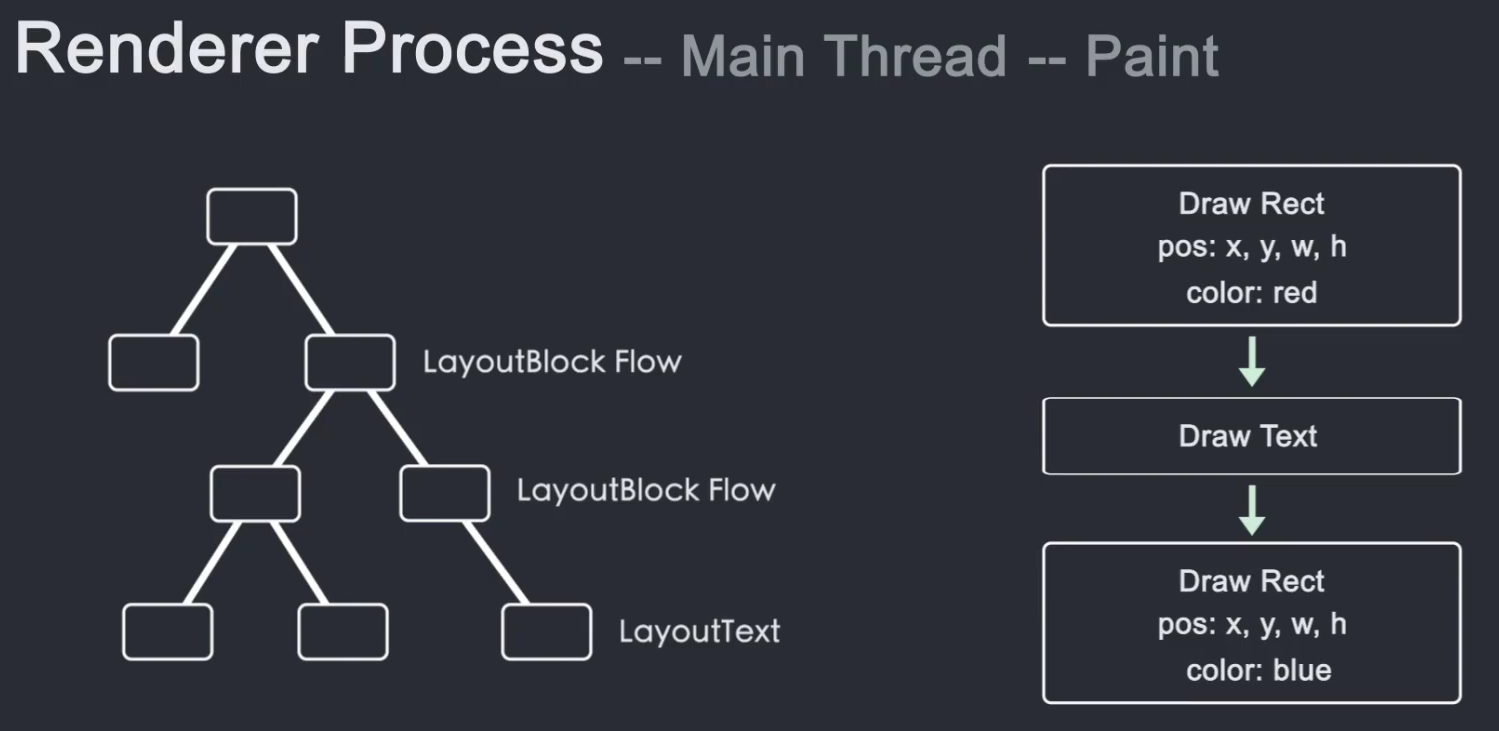 Renderer Process -- Main Thread -- Paint
LayoutBlock Flow
LayoutBlock Flow
LayoutText
Draw Rect
pos: x, y, w, h
color: red
Draw Text
Draw Rect
pos: x, y, w, h
color: blue